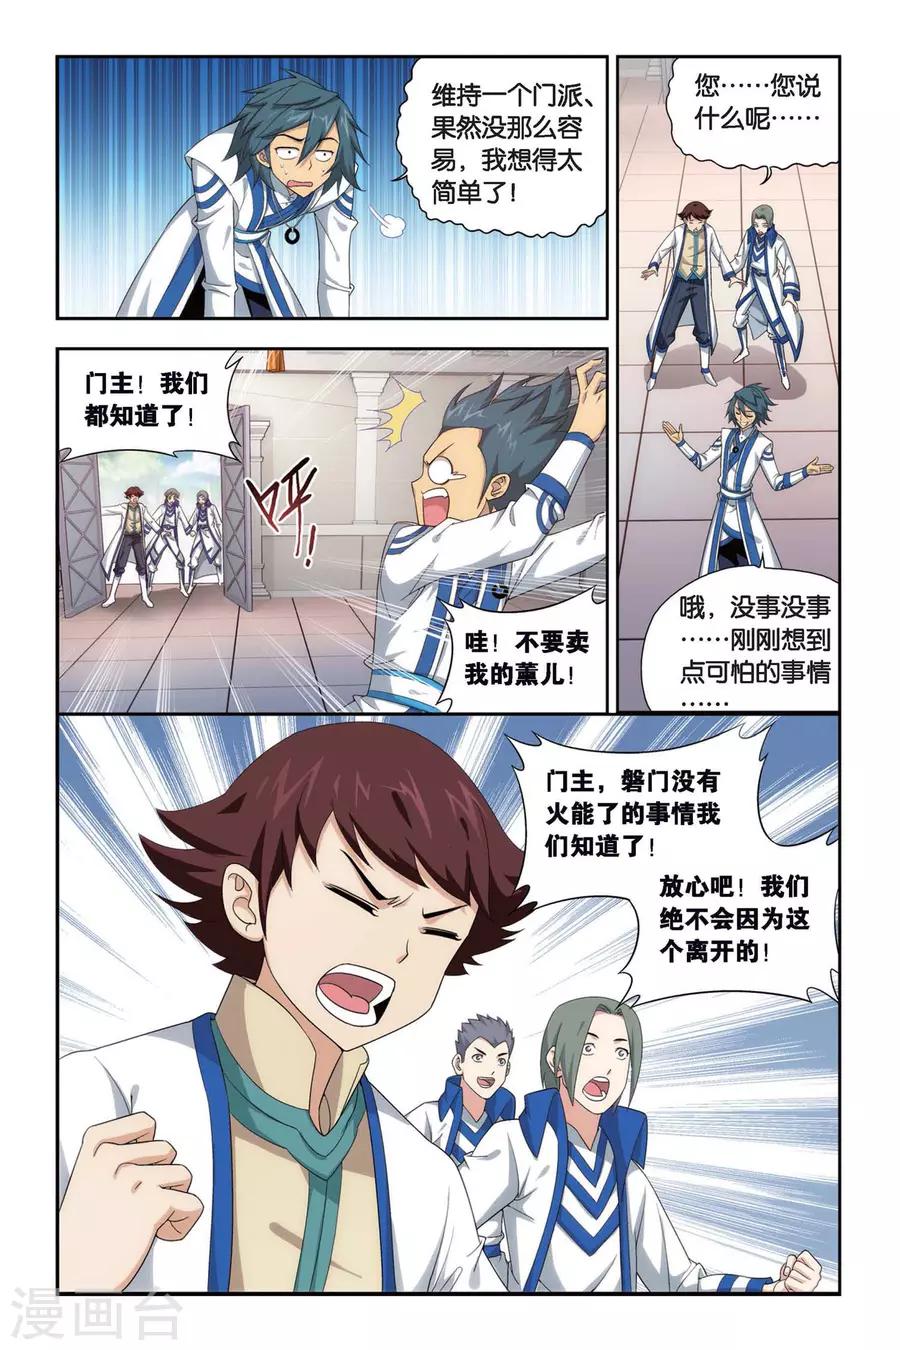 维持一个门派、
果然没那么容
易，我想得太
简单了！
门主！我们
都知道了！
呯！
哇！不要卖
我的薰儿！
您……您说
什么呢……
哦，没事没事
……刚刚想到
点可怕的事情
……
门主，磐门没有
火能了的事情我
们知道了！
放心吧！我们
绝不会因为这
个离开的！
漫画台